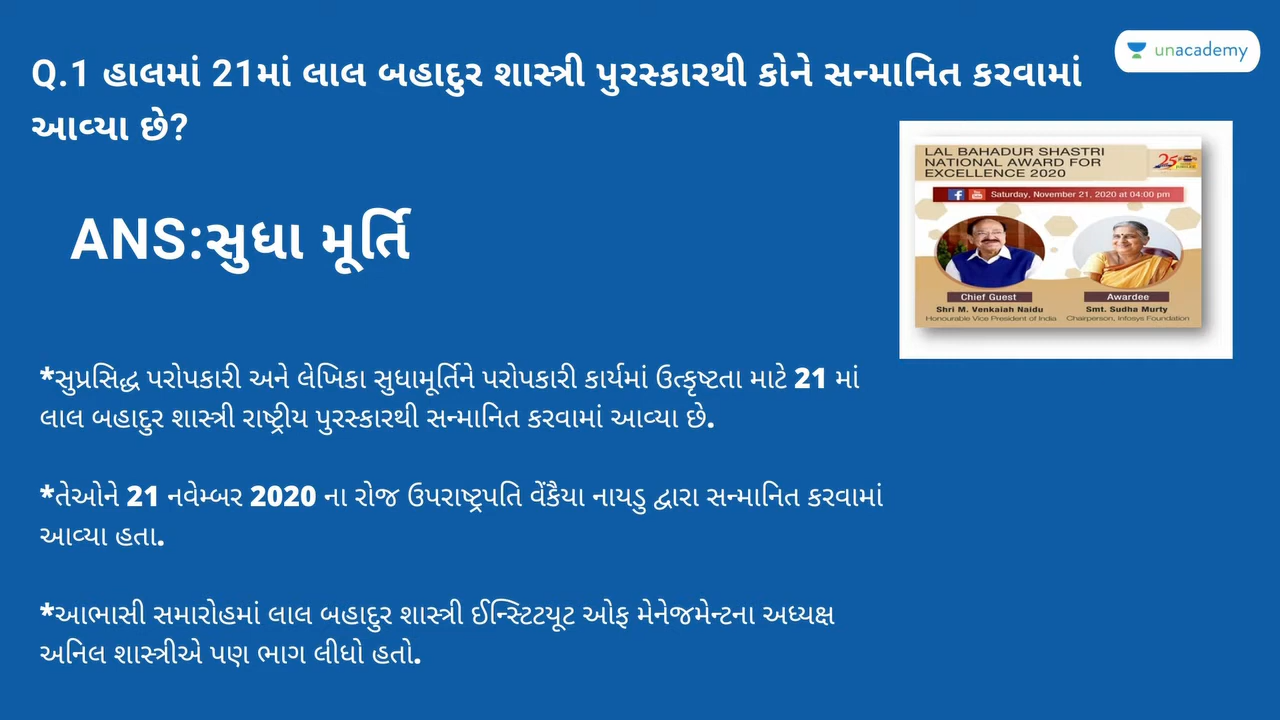 unacademy
Q.1 હાલમાં 21માં લાલ બહાદુર શાસ્ત્રી પુરસ્કારથી કોને સન્માનિત કરવામાં
આવ્યા છે?
ANS:સુધા મૂર્તિ
LAL BAHADUR SHASTRI
NATIONAL AWARD FOR
EXCELLENCE 2020
25
Saturday, November 21, 2020 at 04:00 pm
Chief Guest
Shri M. Venkaiah Naidu
Honourable Vice President of India
Awardee
Smt. Sudha Murty
Chairperson, Infosys Foundation
*સુપ્રસિદ્ધ પરોપકારી અને લેખિકા સુધામૂર્તિને પરોપકારી કાર્યમાં ઉત્કૃષ્ટતા માટે 21 માં
લાલ બહાદુર શાસ્ત્રી રાષ્ટ્રીય પુરસ્કારથી સન્માનિત કરવામાં આવ્યા છે.
*તેઓને 21 નવેમ્બર 2020 ના રોજ ઉપરાષ્ટ્રપતિ વેંકૈયા નાયડુ દ્વારા સન્માનિત કરવામાં
આવ્યા હતા.
*આભાસી સમારોહમાં લાલ બહાદુર શાસ્ત્રી ઈન્સ્ટિટયૂટ ઓફ મેનેજમેન્ટના અધ્યક્ષ
અનિલ શાસ્ત્રીએ પણ ભાગ લીધો હતો.